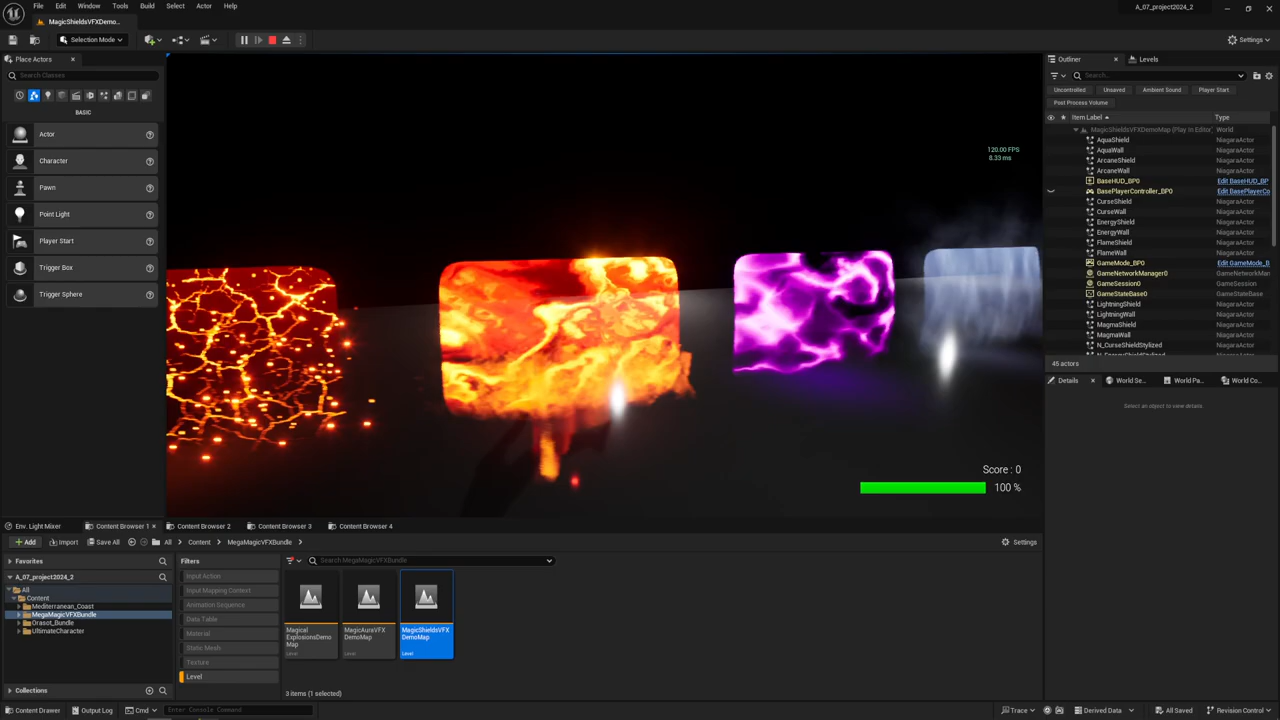 File Edit Window Tools Build Select Actor Help
MagicShieldsVFXDemo...
A_07_project2024_2
Selection Mode
Settings
Place Actors
Search Classes
BASIC
Actor
Character
Pawn
Point Light
Player Start
Trigger Box
Trigger Sphere
120.00 FPS
8.33 ms
Score : 0
100 %
Outliner
Levels
Search...
Uncontrolled
Unsaved
Ambient Sound
Player Start
Post Process Volume
Item Label
Type
MagicShieldsVFXDemoMap (Play In Editor) World
AquaShield NiagaraActor
AquaWall NiagaraActor
ArcaneShield NiagaraActor
ArcaneWall NiagaraActor
BaseHUD_BP0 Edit BaseHUD_BP
BasePlayerController_BP0 Edit BasePlayerCo
CurseShield NiagaraActor
CurseWall NiagaraActor
EnergyShield NiagaraActor
EnergyWall NiagaraActor
FlameShield NiagaraActor
FlameWall NiagaraActor
GameMode_BP0 Edit GameMode_B
GameNetworkManager0 GameNetworkMan
GameSession0 GameSession
GameStateBase0 GameStateBase
LightningShield NiagaraActor
LightningWall NiagaraActor
MagmaShield NiagaraActor
MagmaWall NiagaraActor
N_CurseShieldStylized NiagaraActor
N_EnergyShieldStylized NiagaraActor
45 actors
Details
World Se...
World Pa...
World Co...
Select an object to view details
Env. Light Mixer
Content Browser 1
Content Browser 2
Content Browser 3
Content Browser 4
Add
Import
Save All
All
Content
MegaMagicVFXBundle
Settings
Favorites
A_07_project2024_2
All
Content
Mediterranean_Coast
MegaMagicVFXBundle
Orasot_Bundle
UltimateCharacter
Collections
Filters
Input Action
Input Mapping Context
Animation Sequence
Data Table
Material
Static Mesh
Texture
Level
Search MegaMagicVFXBundle
Magical
ExplosionsDemo
Map
Level
MagicAuraVFX
DemoMap
Level
MagicShieldsVFX
DemoMap
Level
3 items (1 selected)
Content Drawer
Output Log
Cmd
Enter Console Command
Trace
Derived Data
All Saved
Revision Control